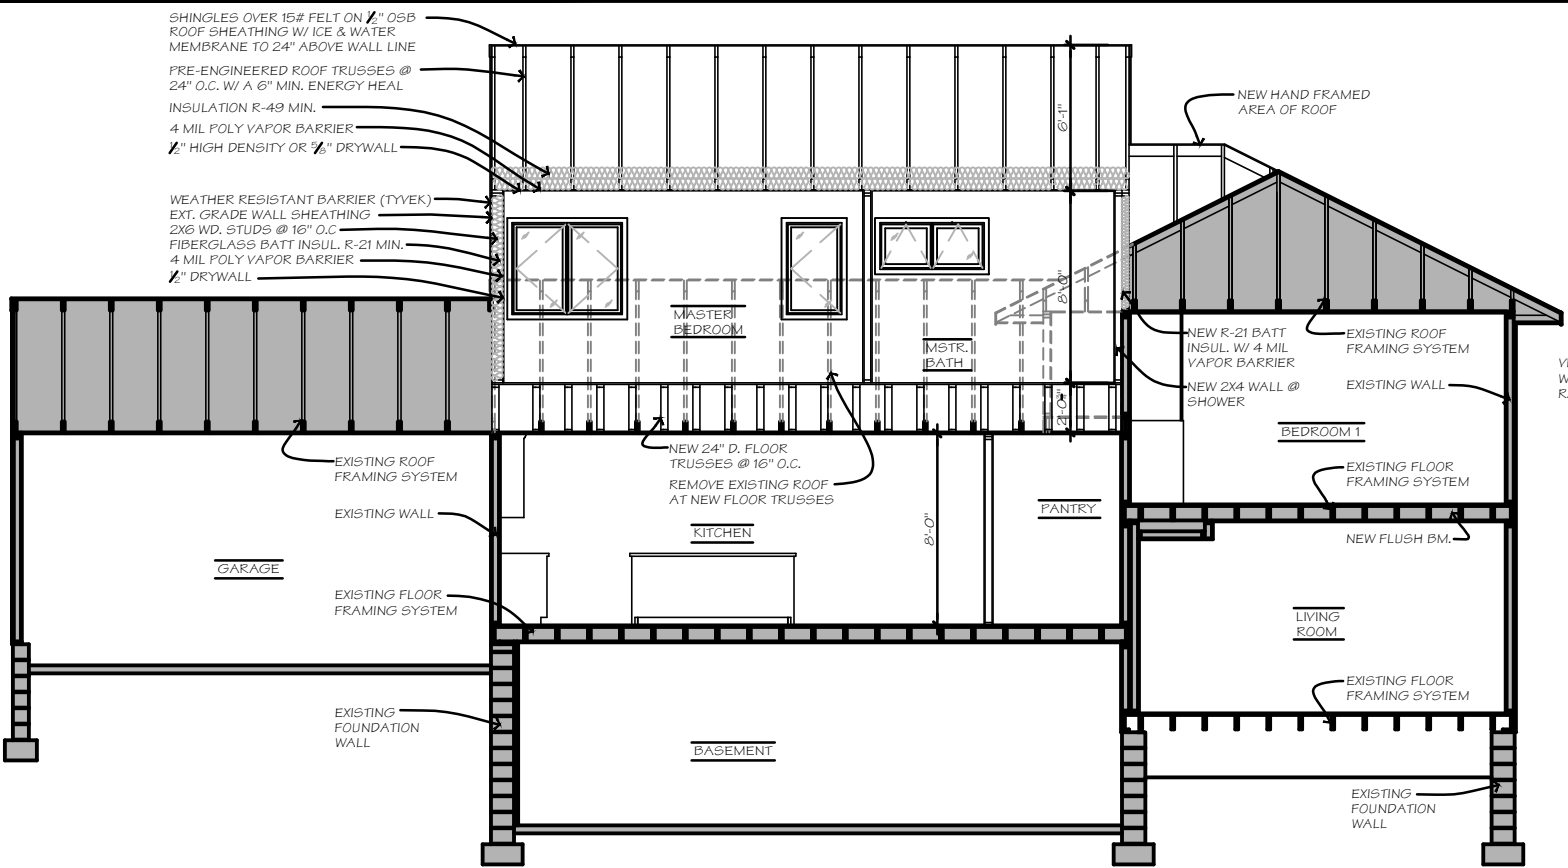 SHINGLES OVER 15# FELT ON 1/2" OSB
ROOF SHEATHING W/ ICE & WATER
MEMBRANE TO 24" ABOVE WALL LINE
PRE-ENGINEERED ROOF TRUSSES @
24" O.C. W/ A 6" MIN. ENERGY HEAL
INSULATION R-49 MIN.
4 MIL POLY VAPOR BARRIER
1/2" HIGH DENSITY OR 5/8" DRYWALL
WEATHER RESISTANT BARRIER (TYVEK)
EXT. GRADE WALL SHEATHING
2X6 WD. STUDS @ 16" O.C
FIBERGLASS BATT INSUL. R-21 MIN.
4 MIL POLY VAPOR BARRIER
1/2" DRYWALL
NEW HAND FRAMED
AREA OF ROOF
6'-1"
8'-0"
2'-0"
MASTER
BEDROOM
MSTR.
BATH
NEW R-21 BATT
INSUL. W/ 4 MIL
VAPOR BARRIER
NEW 2X4 WALL @
SHOWER
EXISTING ROOF
FRAMING SYSTEM
EXISTING WALL
BEDROOM 1
EXISTING FLOOR
FRAMING SYSTEM
NEW FLUSH BM.
EXISTING ROOF
FRAMING SYSTEM
NEW 24" D. FLOOR
TRUSSES @ 16" O.C.
REMOVE EXISTING ROOF
AT NEW FLOOR TRUSSES
EXISTING WALL
KITCHEN
8'-0"
PANTRY
GARAGE
EXISTING FLOOR
FRAMING SYSTEM
LIVING
ROOM
EXISTING FLOOR
FRAMING SYSTEM
EXISTING
FOUNDATION
WALL
BASEMENT
EXISTING
FOUNDATION
WALL